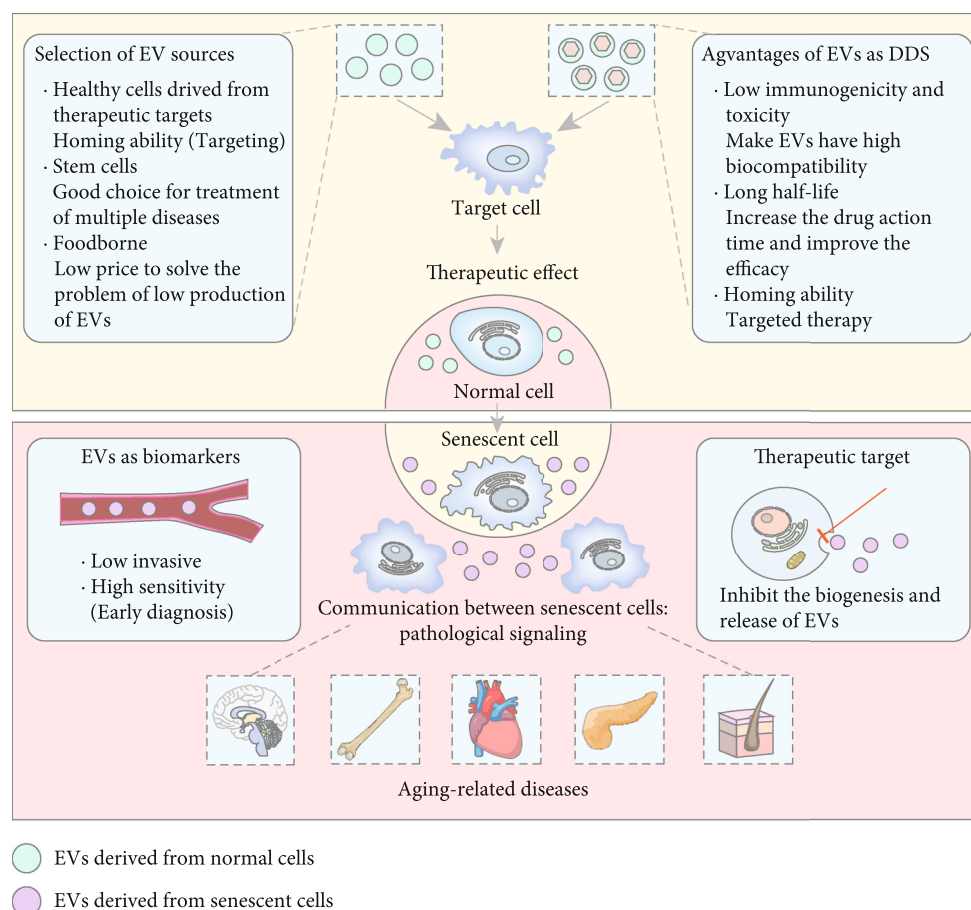 Selection of EV sources
· Healthy cells drived from
therapeutic targets
Homing ability (Targeting)
· Stem cells
Good choice for treatment
of multiple diseases
· Foodborne
Low price to solve the
problem of low production
of EVs
Agvantages of EVs as DDS
· Low immunogenicity and
toxicity
Make EVs have high
biocompatibility
· Long half-life
Increase the drug action
time and improve the
efficacy
· Homing ability
Targeted therapy
Target cell
Therapeutic effect
Normal cell
Senescent cell
EVs as biomarkers
· Low invasive
· High sensitivity
(Early diagnosis)
Therapeutic target
Inhibit the biogenesis and
release of EVs
Communication between senescent cells:
pathological signaling
Aging-related diseases
EVs derived from normal cells
EVs derived from senescent cells